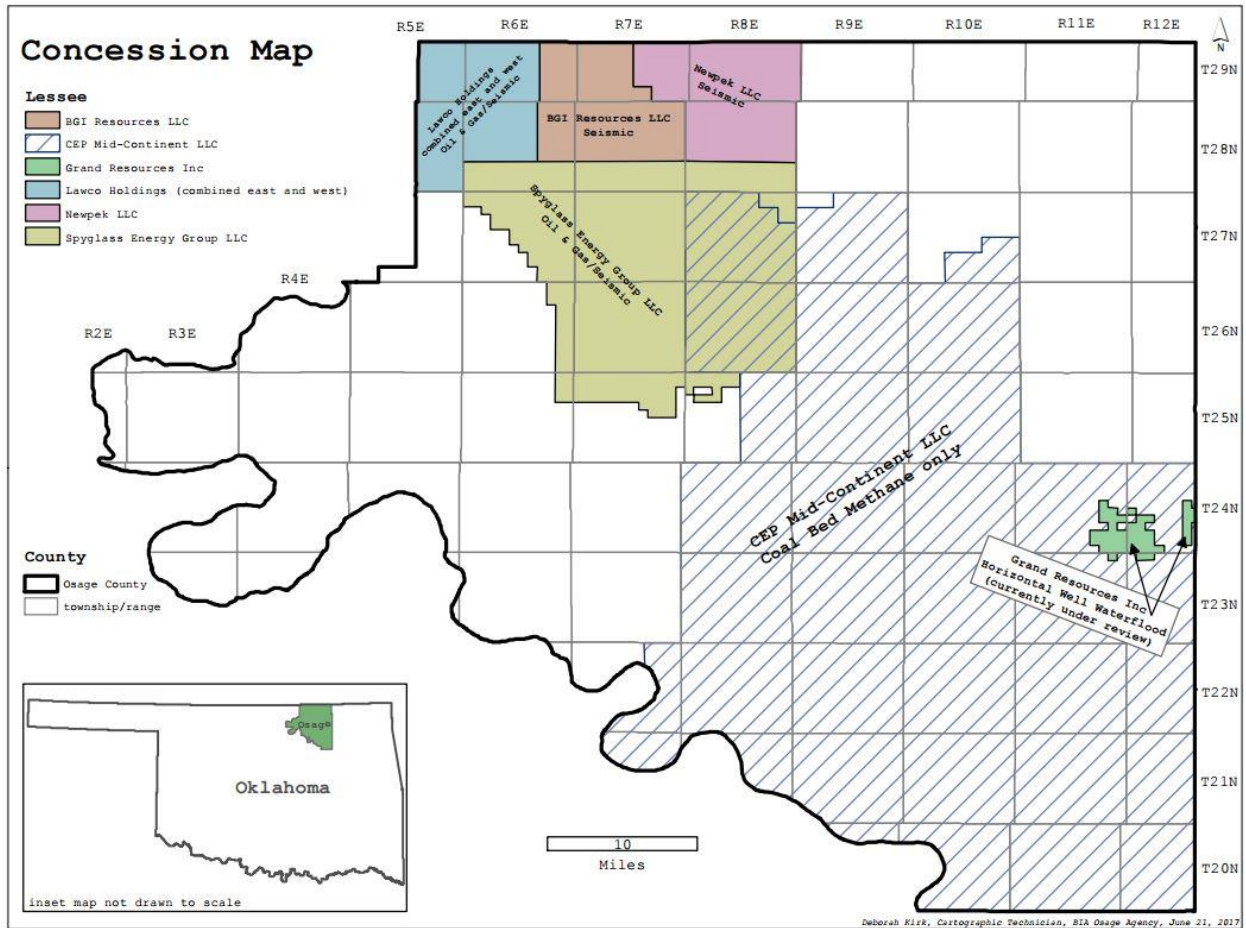 Concession Map
Lessee
BGI Resources LLC
CEP Mid-Continent LLC
Grand Resources Inc
Lawco Holdings (combined east and west)
Newpek LLC
Spyglass Energy Group LLC
R5E
R6E
R7E
R8E
R9E
R10E
R11E
R12E
N
T29N
T28N
T27N
T26N
T25N
T24N
T23N
T22N
T21N
T20N
R4E
R2E
R3E
Lawco Holdings
combined east and west
Oil & Gas/Seismic
BGI Resources LLC
Seismic
Newpek LLC
Seismic
Spyglass Energy Group LLC
Oil & Gas/Seismic
CEP Mid-Continent LLC
Coal Bed Methane only
Grand Resources Inc
Horizontal Well Waterflood
(currently under review)
County
Osage County
township/range
Osage
Oklahoma
inset map not drawn to scale
10
Miles
Deborah Kirk, Cartographic Technician, BIA Osage Agency, June 21, 2017